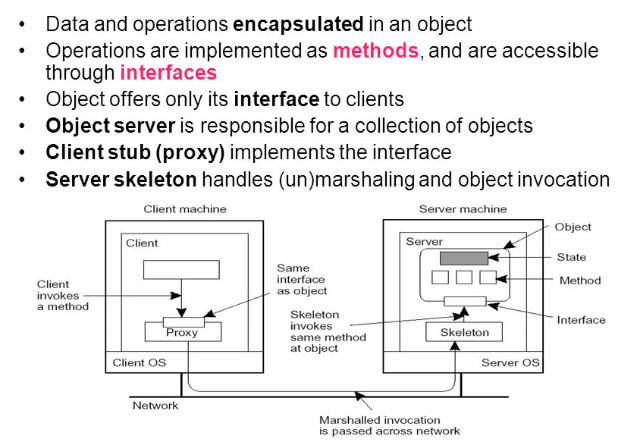 • Data and operations encapsulated in an object
• Operations are implemented as methods, and are accessible
through interfaces
• Object offers only its interface to clients
• Object server is responsible for a collection of objects
• Client stub (proxy) implements the interface
• Server skeleton handles (un)marshaling and object invocation
Client machine
Server machine
Object
Client
Server
State
Method
Client
invokes
a method
Same
interface
as object
Skeleton
invokes
same method
at object
Interface
Proxy
Skeleton
Client OS
Server OS
Network
Marshalled invocation
is passed across network